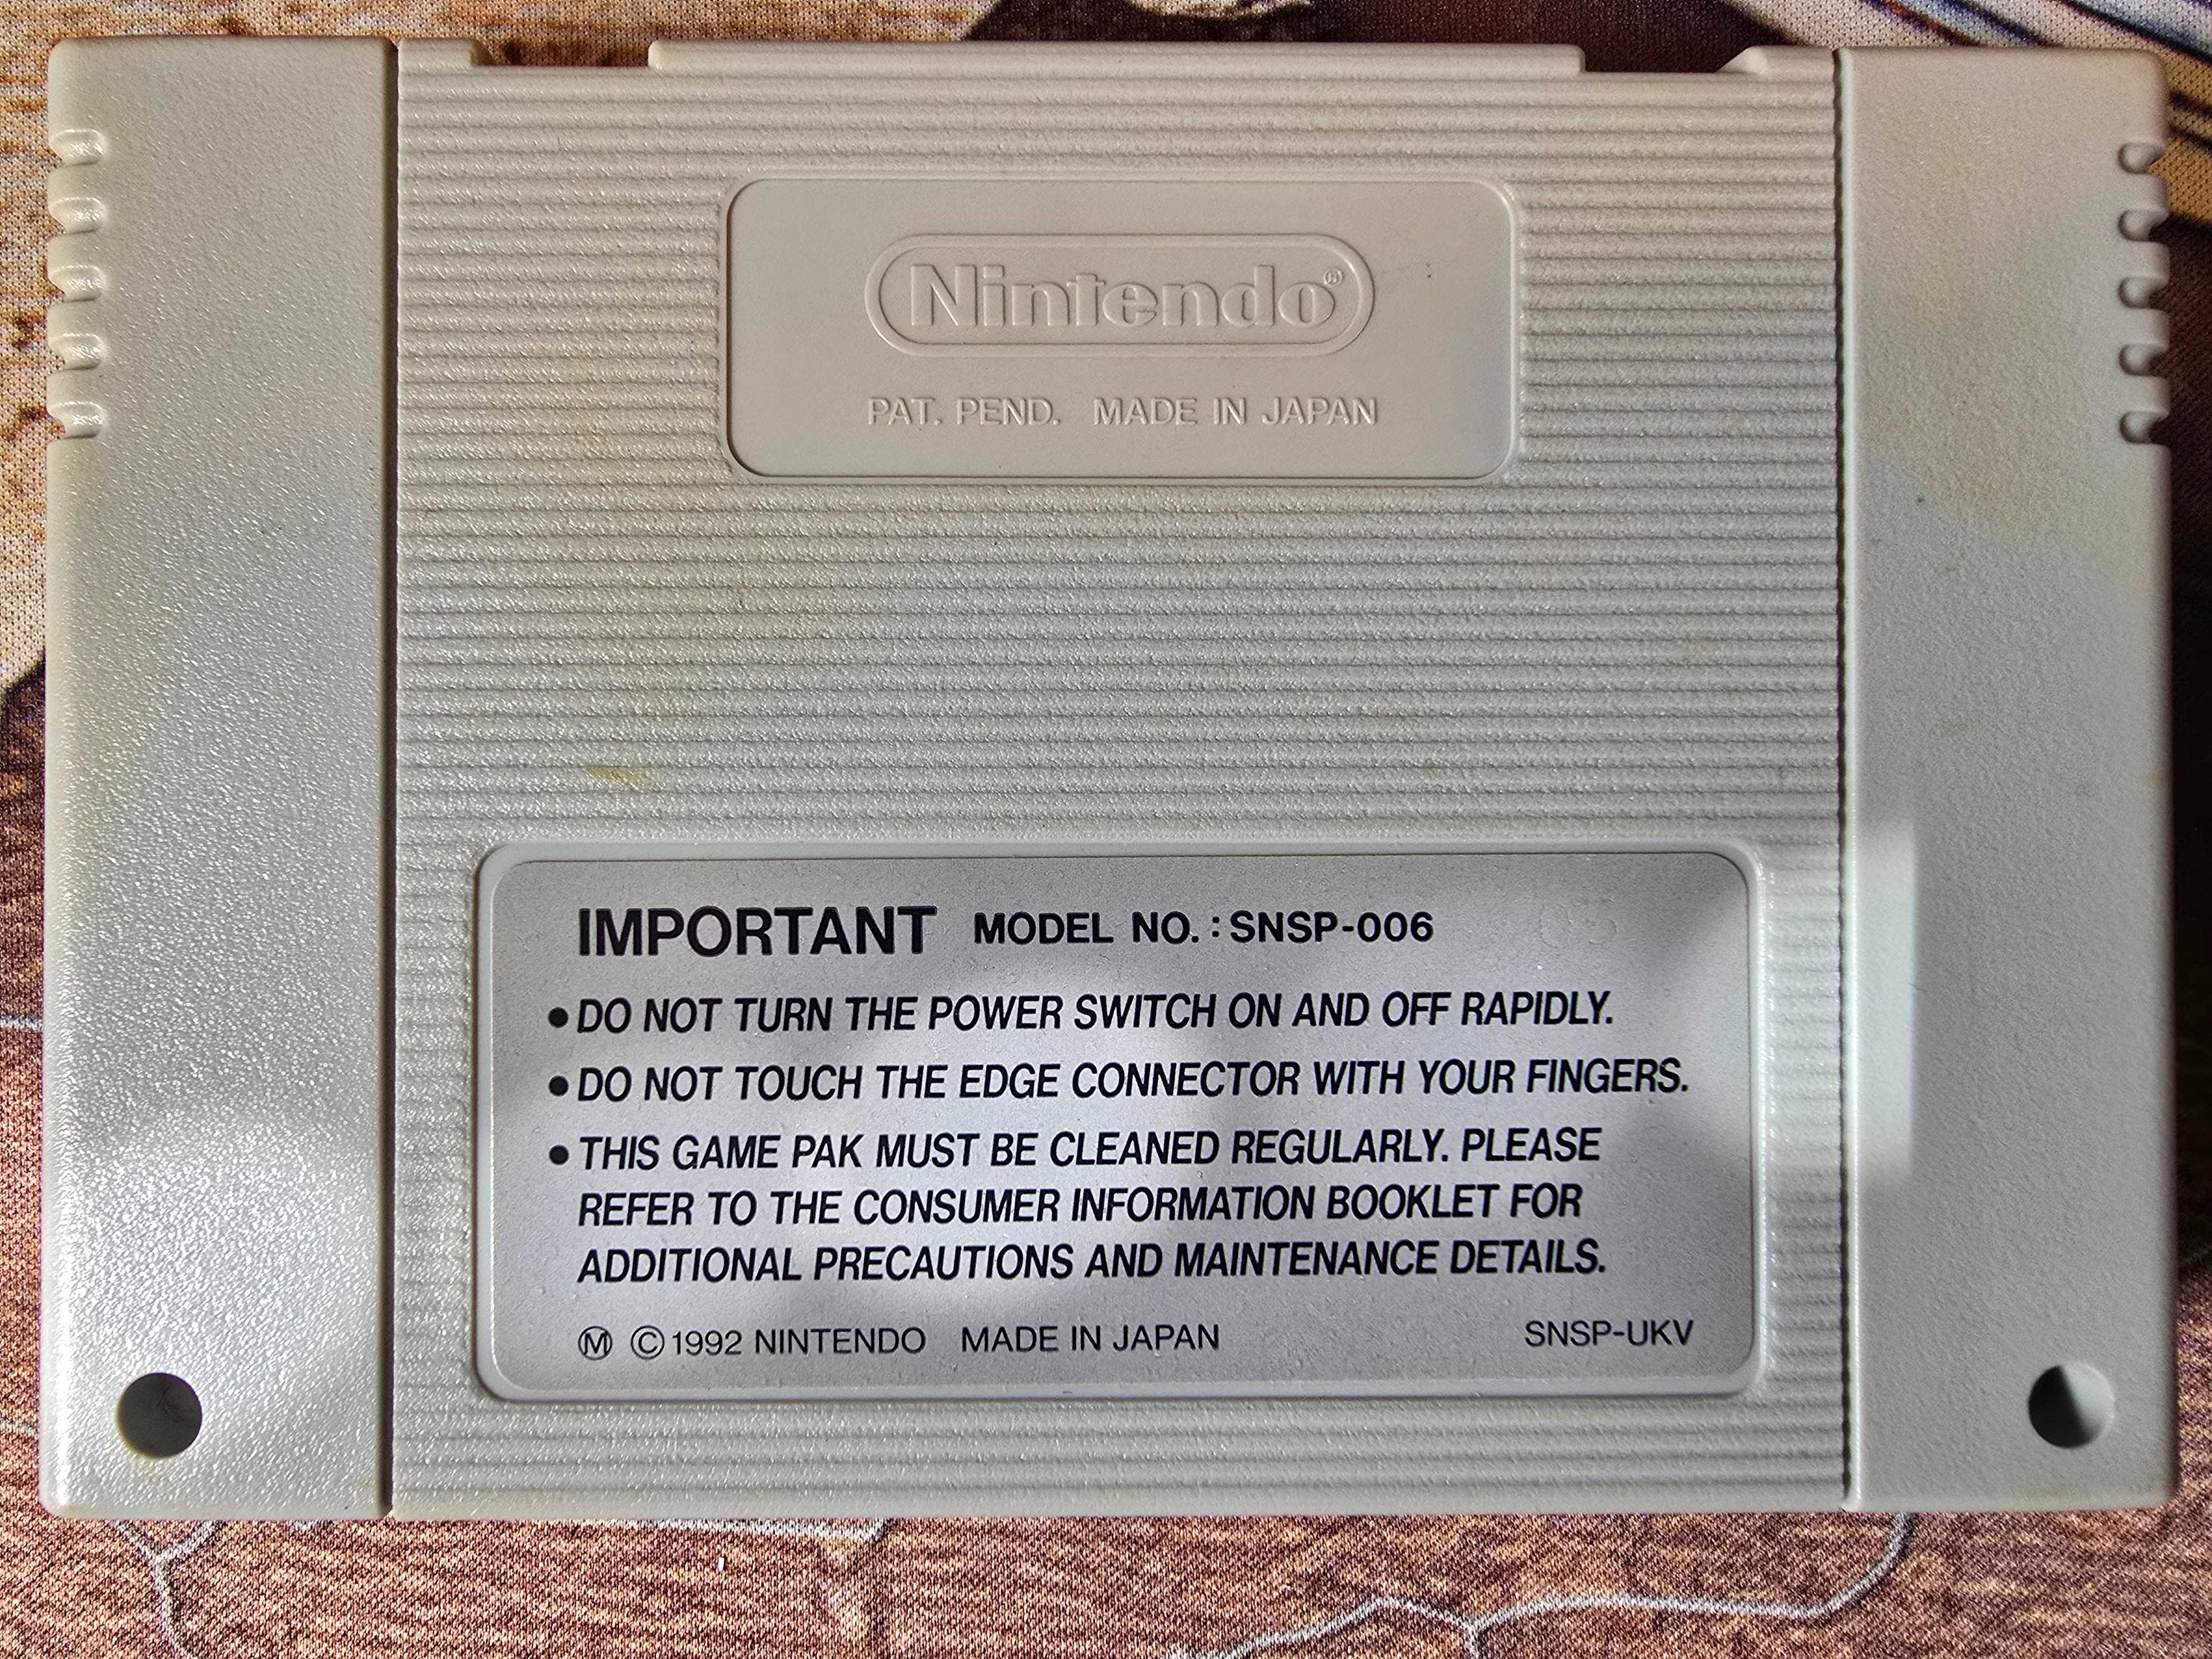 Nintendo®
PAT. PEND. MADE IN JAPAN
IMPORTANT MODEL NO.:SNSP-006
●DO NOT TURN THE POWER SWITCH ON AND OFF RAPIDLY.
●DO NOT TOUCH THE EDGE CONNECTOR WITH YOUR FINGERS.
●THIS GAME PAK MUST BE CLEANED REGULARLY. PLEASE
REFER TO THE CONSUMER INFORMATION BOOKLET FOR
ADDITIONAL PRECAUTIONS AND MAINTENANCE DETAILS.
Ⓜ ©1992 NINTENDO MADE IN JAPAN SNSP-UKV